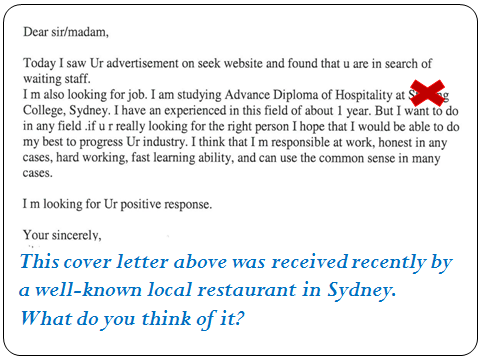 Dear sir/madam,
Today I saw Ur advertisement on seek website and found that u are in search of
waiting staff.
I m also looking for job. I am studying Advance Diploma of Hospitality at
College, Sydney. I have an experienced in this field of about 1 year. But I want to do
in any field .if u r really looking for the right person I hope that I would be able to do
my best to progress Ur industry. I think that I m responsible at work, honest in any
cases, hard working, fast learning ability, and can use the common sense in many
cases.
I m looking for Ur positive response.
Your sincerely,
This cover letter above was received recently by
a well-known local restaurant in Sydney.
What do you think of it?